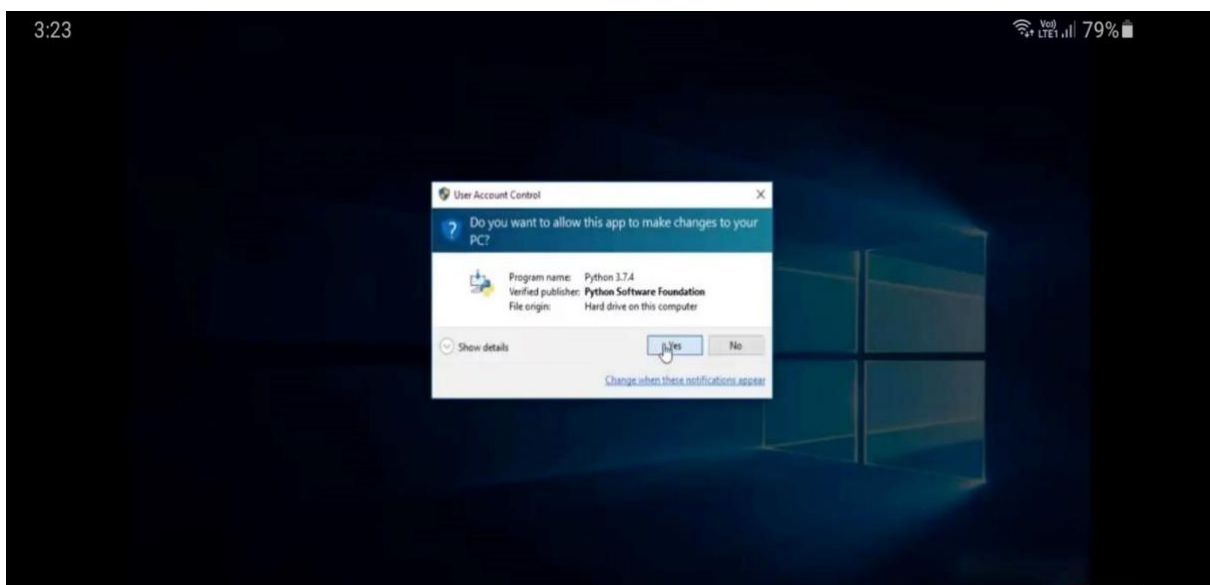 3:23
Vo)) LTE1 79%
User Account Control
Do you want to allow this app to make changes to your
PC?
Program name: Python 3.7.4
Verified publisher: Python Software Foundation
File origin: Hard drive on this computer
Show details
Yes
No
Change when these notifications appear